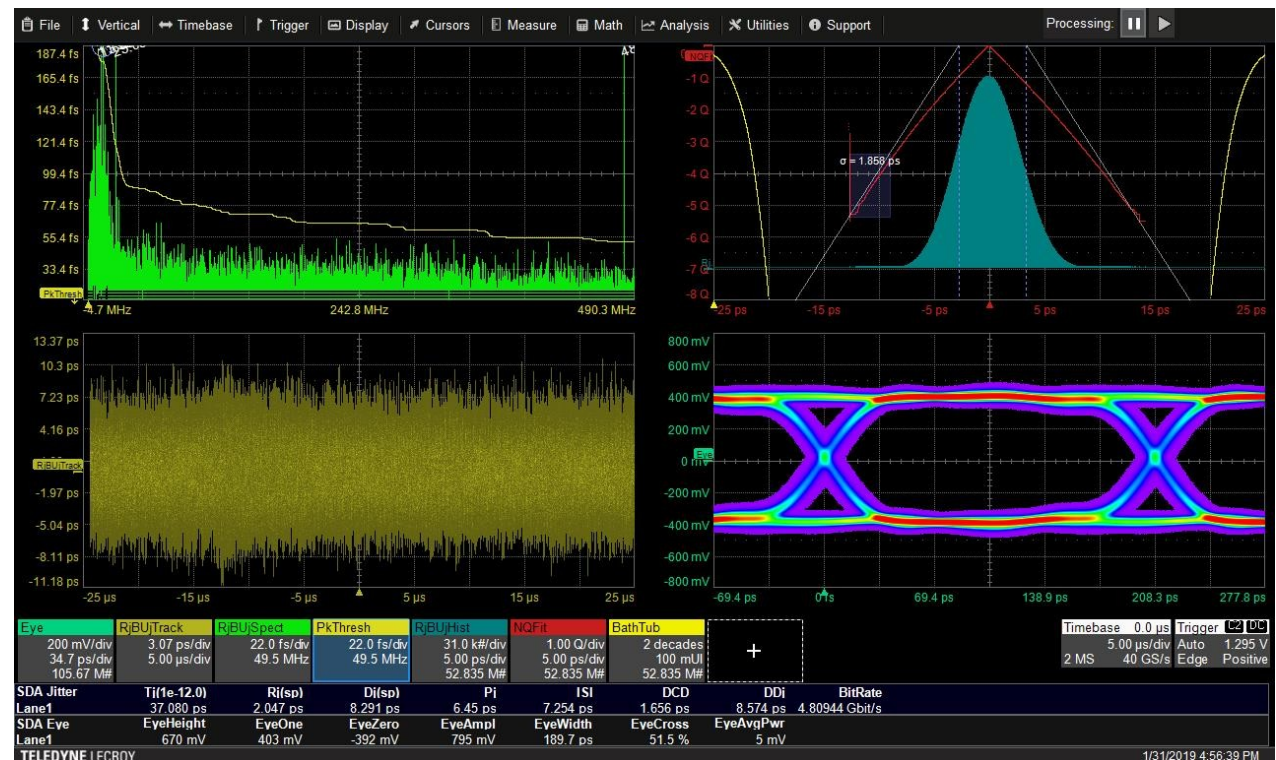 File Vertical Timebase Trigger Display Cursors Measure Math Analysis Utilities Support Processing:
187.4 fs
165.4 fs
143.4 fs
121.4 fs
99.4 fs
77.4 fs
55.4 fs
33.4 fs
PkThresh
-4.7 MHz 242.8 MHz 490.3 MHz
NQFit
-1 Q
-2 Q
-3 Q
-4 Q
-5 Q
-6 Q
-7 Q
-8 Q
σ = 1.858 ps
-25 ps -15 ps -5 ps 5 ps 15 ps 25 ps
13.37 ps
10.3 ps
7.23 ps
4.16 ps
RjBUjTrack
-1.97 ps
-5.04 ps
-8.11 ps
-11.18 ps
-25 µs -15 µs -5 µs 5 µs 15 µs 25 µs
800 mV
600 mV
400 mV
200 mV
Eye
0 mV
-200 mV
-400 mV
-600 mV
-800 mV
-69.4 ps 0 fs 69.4 ps 138.9 ps 208.3 ps 277.8 ps
Eye RjBUjTrack RjBUjSpect PkThresh RjBUjHist NQFit BathTub
200 mV/div 3.07 ps/div 22.0 fs/div 22.0 fs/div 31.0 k#/div 1.00 Q/div 2 decades
34.7 ps/div 5.00 µs/div 49.5 MHz 49.5 MHz 5.00 ps/div 5.00 ps/div 100 mUI
105.67 M# 52.835 M# 52.835 M# 52.835 M#
+
Timebase 0.0 µs Trigger C2 DC
5.00 µs/div Auto 1.295 V
2 MS 40 GS/s Edge Positive
SDA Jitter Tj(1e-12.0) Rj(sp) Dj(sp) Pj ISI DCD DDj BitRate
Lane1 37.080 ps 2.047 ps 8.291 ps 6.45 ps 7.254 ps 1.656 ps 8.574 ps 4.80944 Gbit/s
SDA Eye EyeHeight EyeOne EyeZero EyeAmpl EyeWidth EyeCross EyeAvgPwr
Lane1 670 mV 403 mV -392 mV 795 mV 189.7 ps 51.5 % 5 mV
TELEDYNE LECROY 1/31/2019 4:56:39 PM